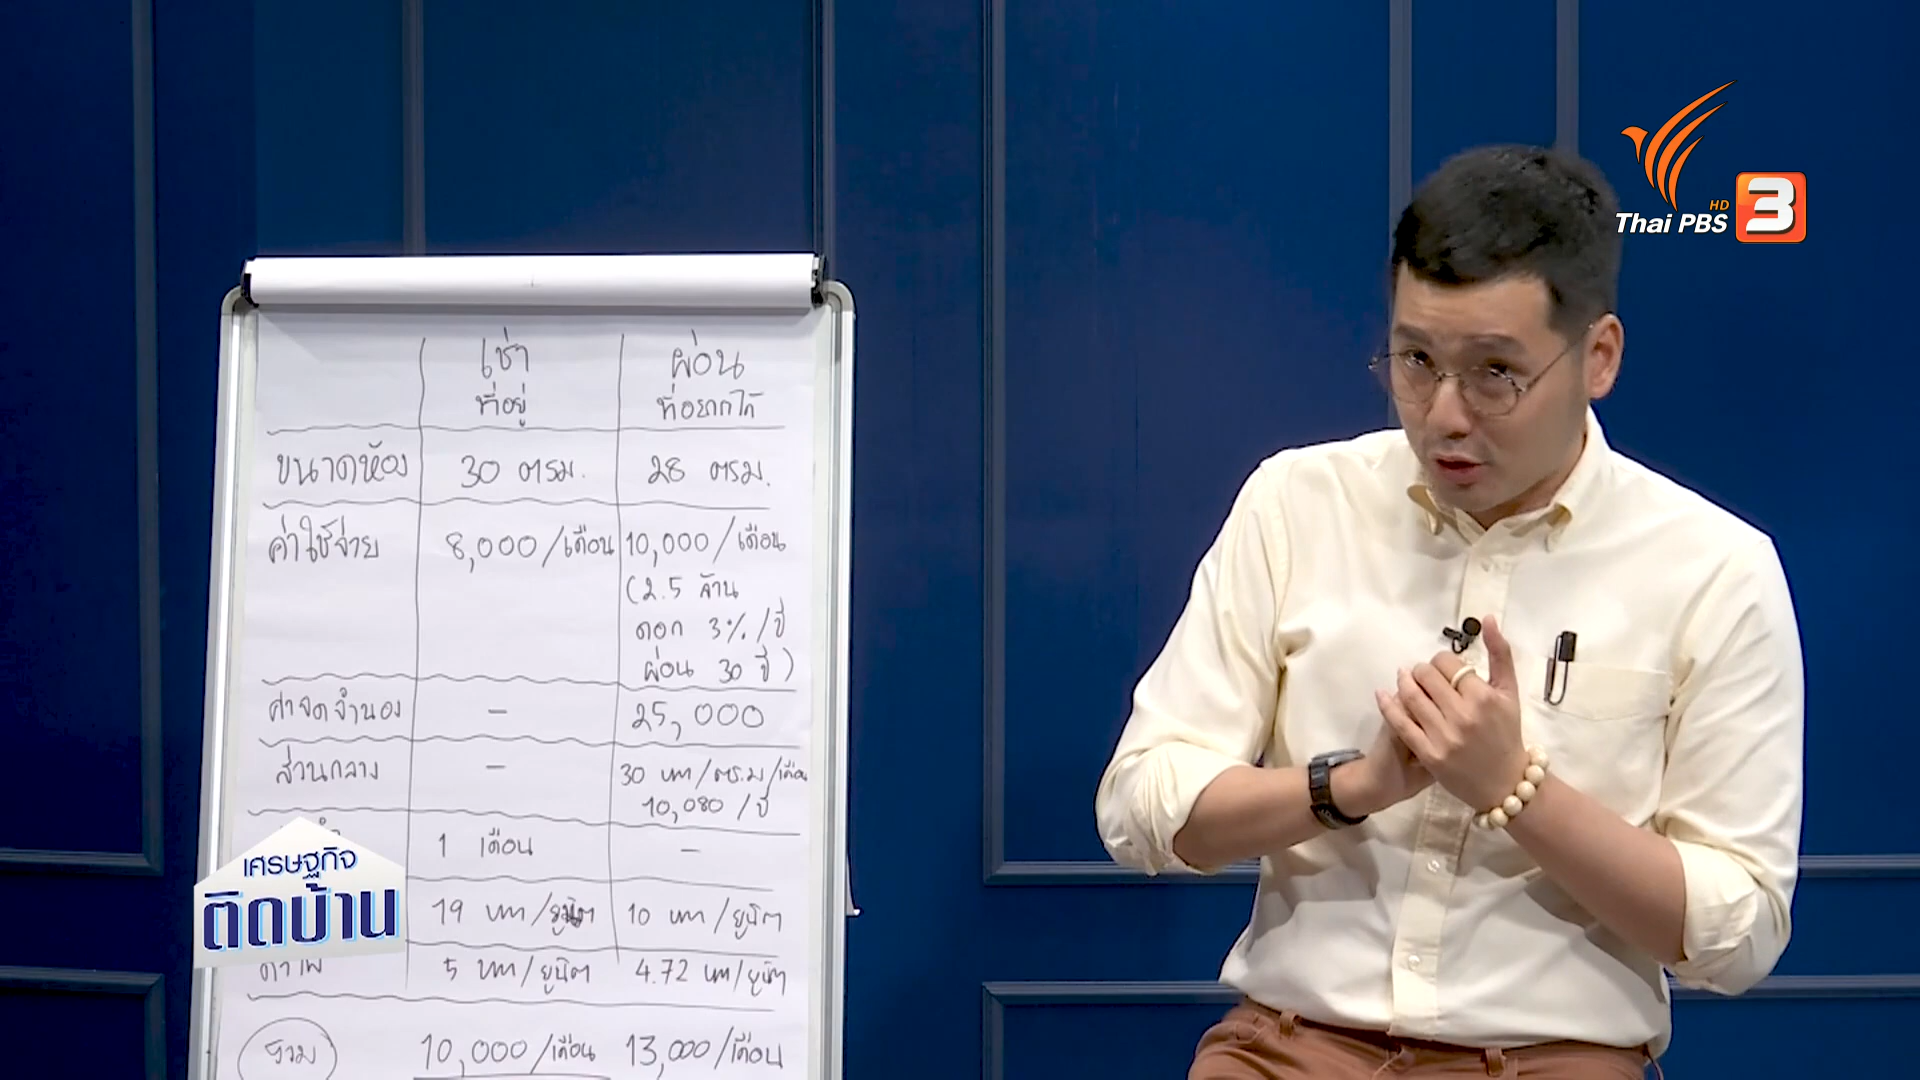 HD
Thai PBS 3
เช่า ผ่อน
ที่อยู่ ที่อยากได้
ขนาดห้อง 30 ตรม. 28 ตรม.
ค่าใช้จ่าย 8,000/เดือน 10,000/เดือน
(2.5 ล้าน
ดอก 3%/ปี
ผ่อน 30 ปี)
ค่าจดจำนอง - 25,000
ส่วนกลาง - 30 บาท/ตร.ม/เดือน
10,080/ปี
1 เดือน -
19 บาท/ยูนิต 10 บาท/ยูนิต
ค่าไฟ 5 บาท/ยูนิต 4.72 บาท/ยูนิต
รวม 10,000/เดือน 13,000/เดือน
เศรษฐกิจ
ติดบ้าน